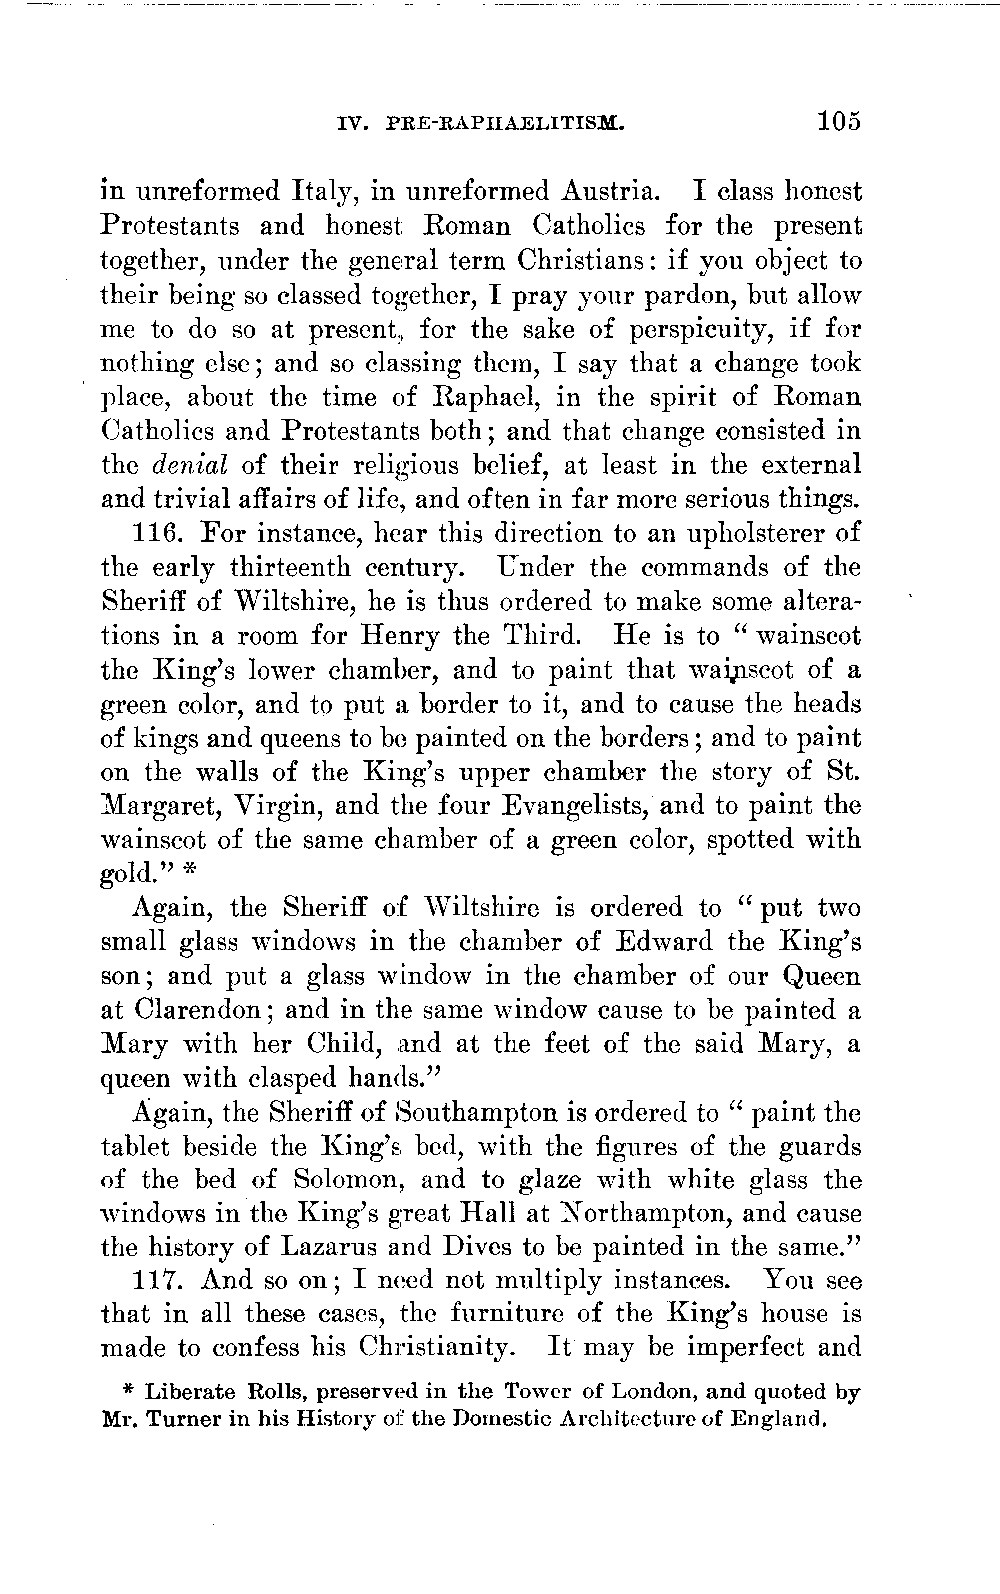 IV. PRE-RAPHAELITISM. 105
in unreformed Italy, in unreformed Austria. I class honest
Protestants and honest Roman Catholics for the present
together, under the general term Christians: if you object to
their being so classed together, I pray your pardon, but allow
me to do so at present, for the sake of perspicuity, if for
nothing else; and so classing them, I say that a change took
place, about the time of Raphael, in the spirit of Roman
Catholics and Protestants both; and that change consisted in
the denial of their religious belief, at least in the external
and trivial affairs of life, and often in far more serious things.
116. For instance, hear this direction to an upholsterer of
the early thirteenth century. Under the commands of the
Sheriff of Wiltshire, he is thus ordered to make some altera-
tions in a room for Henry the Third. He is to “wainscot
the King’s lower chamber, and to paint that wainscot of a
green color, and to put a border to it, and to cause the heads
of kings and queens to be painted on the borders; and to paint
on the walls of the King’s upper chamber the story of St.
Margaret, Virgin, and the four Evangelists, and to paint the
wainscot of the same chamber of a green color, spotted with
gold.” *
Again, the Sheriff of Wiltshire is ordered to “put two
small glass windows in the chamber of Edward the King’s
son; and put a glass window in the chamber of our Queen
at Clarendon; and in the same window cause to be painted a
Mary with her Child, and at the feet of the said Mary, a
queen with clasped hands.”
Again, the Sheriff of Southampton is ordered to “paint the
tablet beside the King’s bed, with the figures of the guards
of the bed of Solomon, and to glaze with white glass the
windows in the King’s great Hall at Northampton, and cause
the history of Lazarus and Dives to be painted in the same.”
117. And so on; I need not multiply instances. You see
that in all these cases, the furniture of the King’s house is
made to confess his Christianity. It may be imperfect and
* Liberate Rolls, preserved in the Tower of London, and quoted by
Mr. Turner in his History of the Domestic Architecture of England.